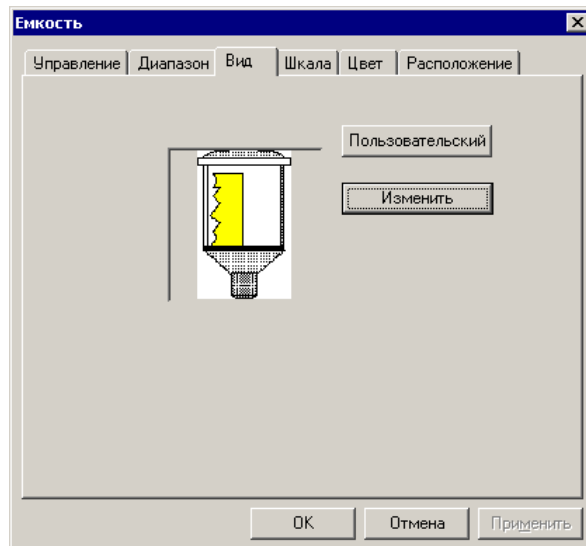 Емкость
Управление Диапазон Вид Шкала Цвет Расположение
Пользовательский
Изменить
OK Отмена Применить